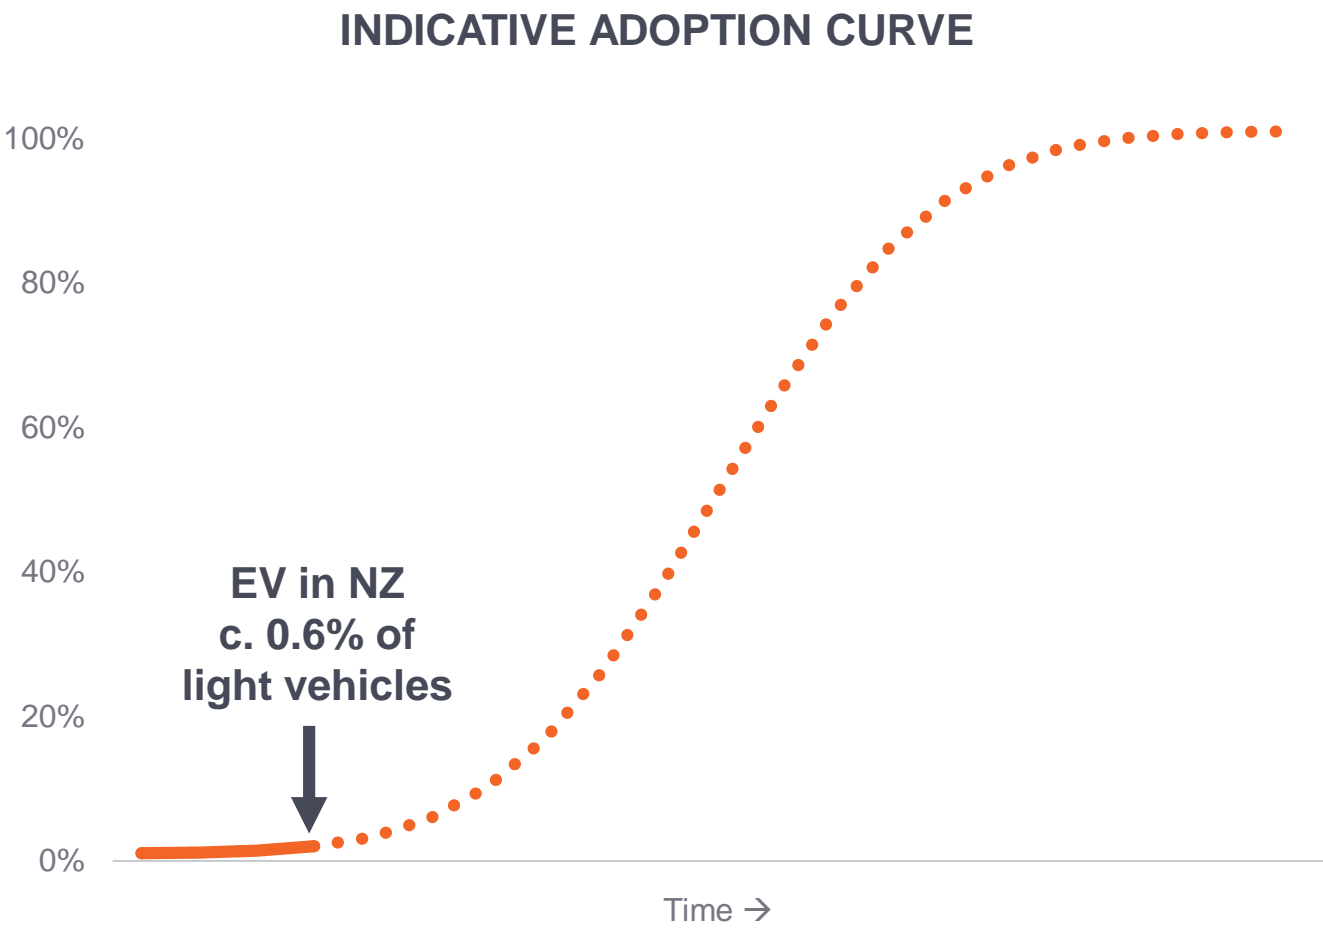 INDICATIVE ADOPTION CURVE
100%
80%
60%
40%
20%
0%
EV in NZ
c. 0.6% of
light vehicles
Time →